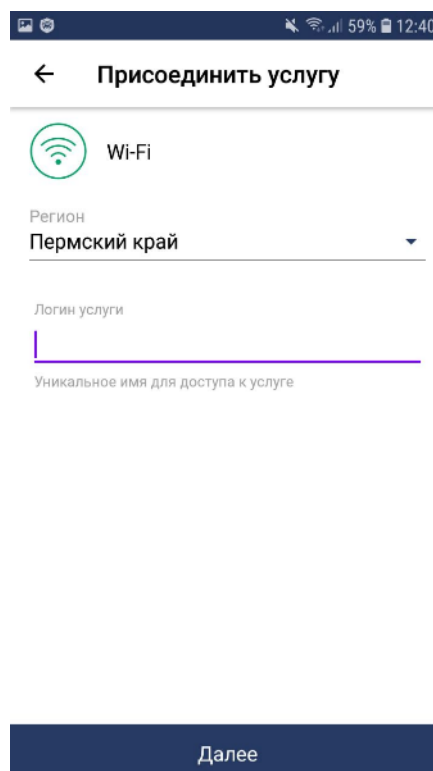 59% 12:40
Присоединить услугу
Wi-Fi
Регион
Пермский край
Логин услуги
Уникальное имя для доступа к услуге
Далее